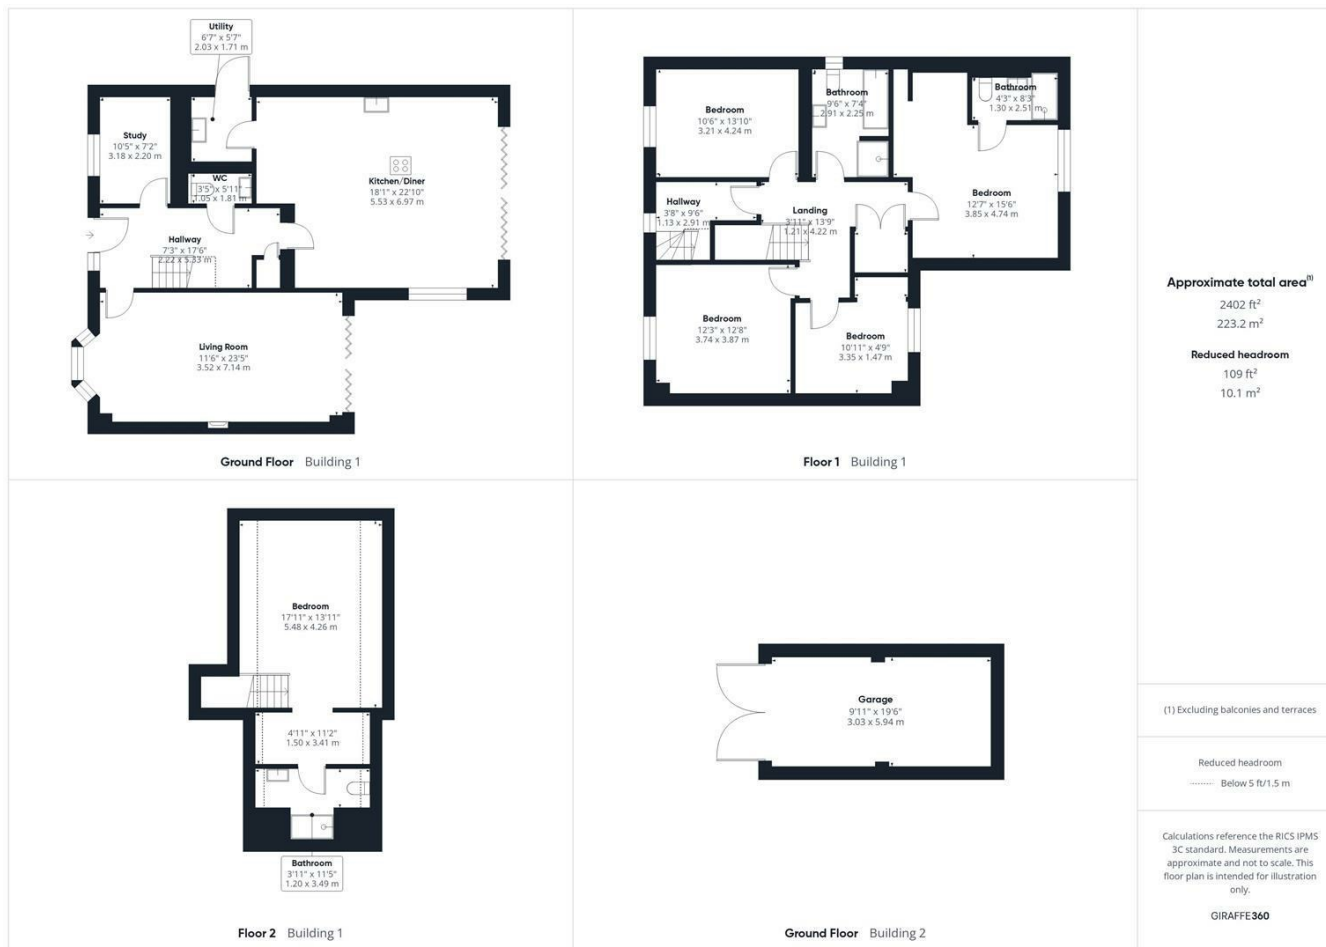 Utility
6'7" x 5'7"
2.03 x 1.71 m
Study
10'5" x 7'2"
3.18 x 2.20 m
WC
3'5" x 5'11"
1.05 x 1.81 m
Kitchen/Diner
18'1" x 22'10"
5.53 x 6.97 m
Hallway
7'3" x 17'6"
2.22 x 5.33 m
Living Room
11'6" x 23'5"
3.52 x 7.14 m
Ground Floor Building 1
Bedroom
10'6" x 13'10"
3.21 x 4.24 m
Bathroom
9'6" x 7'4"
2.91 x 2.25 m
Bathroom
4'3" x 8'3"
1.30 x 2.51 m
Bedroom
12'7" x 15'6"
3.85 x 4.74 m
Hallway
3'8" x 9'6"
1.13 x 2.91 m
Landing
3'11" x 13'9"
1.21 x 4.22 m
Bedroom
12'3" x 12'8"
3.74 x 3.87 m
Bedroom
10'11" x 4'9"
3.35 x 1.47 m
Floor 1 Building 1
Bedroom
17'11" x 13'11"
5.48 x 4.26 m
4'11" x 11'2"
1.50 x 3.41 m
Bathroom
3'11" x 11'5"
1.20 x 3.49 m
Floor 2 Building 1
Garage
9'11" x 19'6"
3.03 x 5.94 m
Ground Floor Building 2
Approximate total area⁽¹⁾
2402 ft²
223.2 m²
Reduced headroom
109 ft²
10.1 m²
(1) Excluding balconies and terraces
Reduced headroom
Below 5 ft/1.5 m
Calculations reference the RICS IPMS
3C standard. Measurements are
approximate and not to scale. This
floor plan is intended for illustration
only.
GIRAFFE360